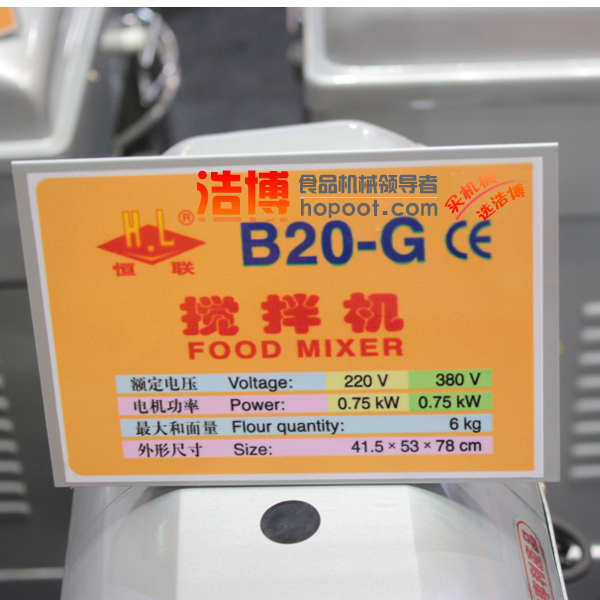 浩博 食品机械领导者
hopoot.com
买机械
选浩博
H.L ®
恒联
B20-G CE
搅拌机
FOOD MIXER
额定电压 Voltage: 220 V 380 V
电机功率 Power: 0.75 kW 0.75 kW
最大和面量 Flour quantity: 6 kg
外形尺寸 Size: 41.5 × 53 × 78 cm